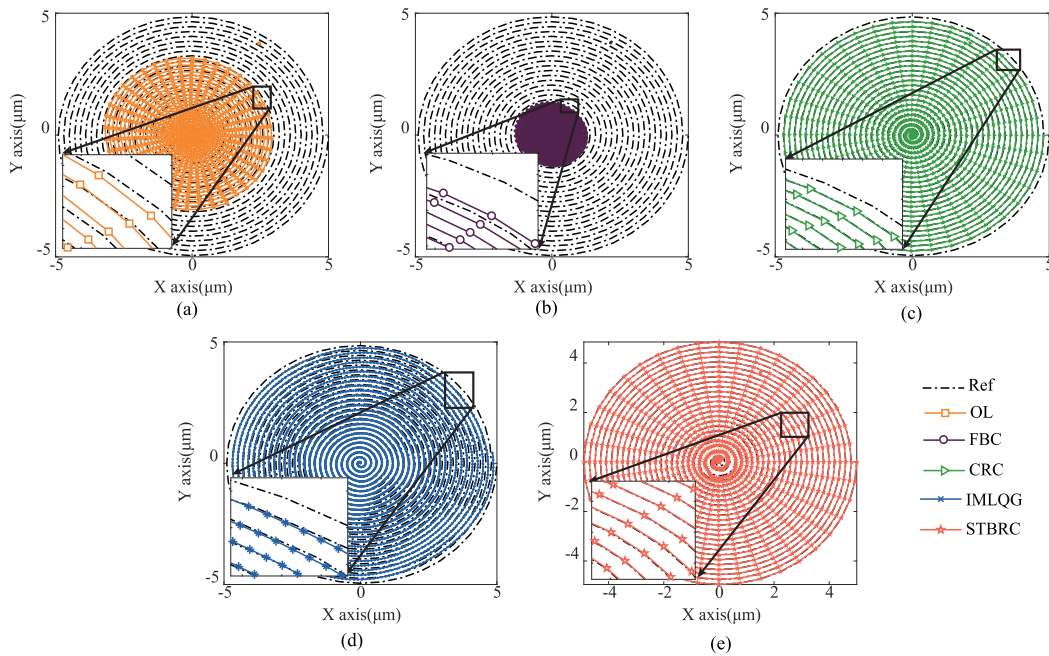 5
Y axis(μm)
0
-5
-5
0
5
X axis(μm)
(a)
5
Y axis(μm)
0
-5
-5
0
5
X axis(μm)
(b)
5
Y axis(μm)
0
-5
-5
0
5
X axis(μm)
(c)
5
Y axis(μm)
0
-5
-5
0
5
X axis(μm)
(d)
4
2
Y axis(μm)
0
-2
-4
-4
-2
0
2
4
X axis(μm)
(e)
Ref
OL
FBC
CRC
IMLQG
STBRC